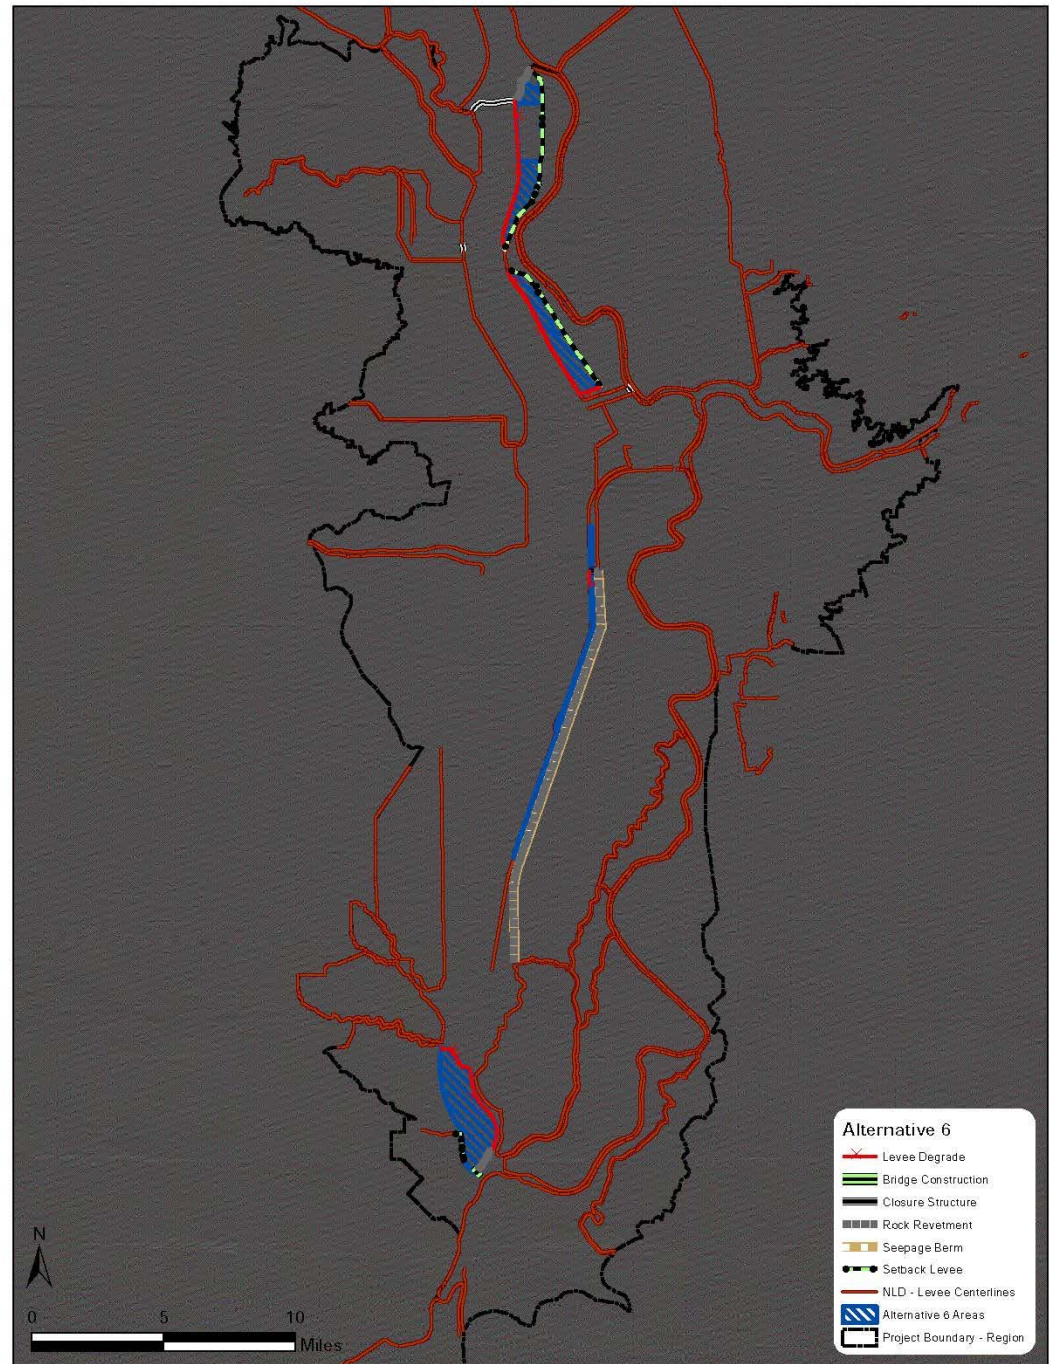 Alternative 6
Levee Degrade
Bridge Construction
Closure Structure
Rock Revetment
Seepage Berm
Setback Levee
NLD - Levee Centerlines
Alternative 6 Areas
Project Boundary - Region
N
0 5 10
Miles